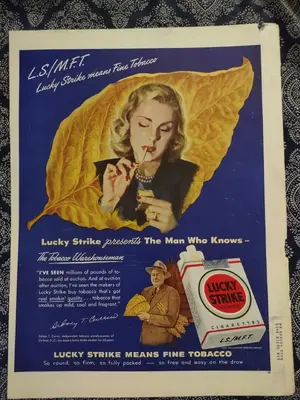 L.S./M.F.T.
Lucky Strike means Fine Tobacco
Lucky Strike presents The Man Who Knows–
The Tobacco Warehouseman
"I'VE SEEN millions of pounds of to-
bacco sold at auction. And at auction
after auction, I've seen the makers of
Lucky Strike buy tobacco that's got
real smokin' quality . . . tobacco that
smokes up mild, cool and fragrant."
LUCKY
STRIKE
CIGARETTES
L.S./M.F.T.
LUCKY STRIKE MEANS FINE TOBACCO
So round, so firm, so fully packed — so free and easy on the draw